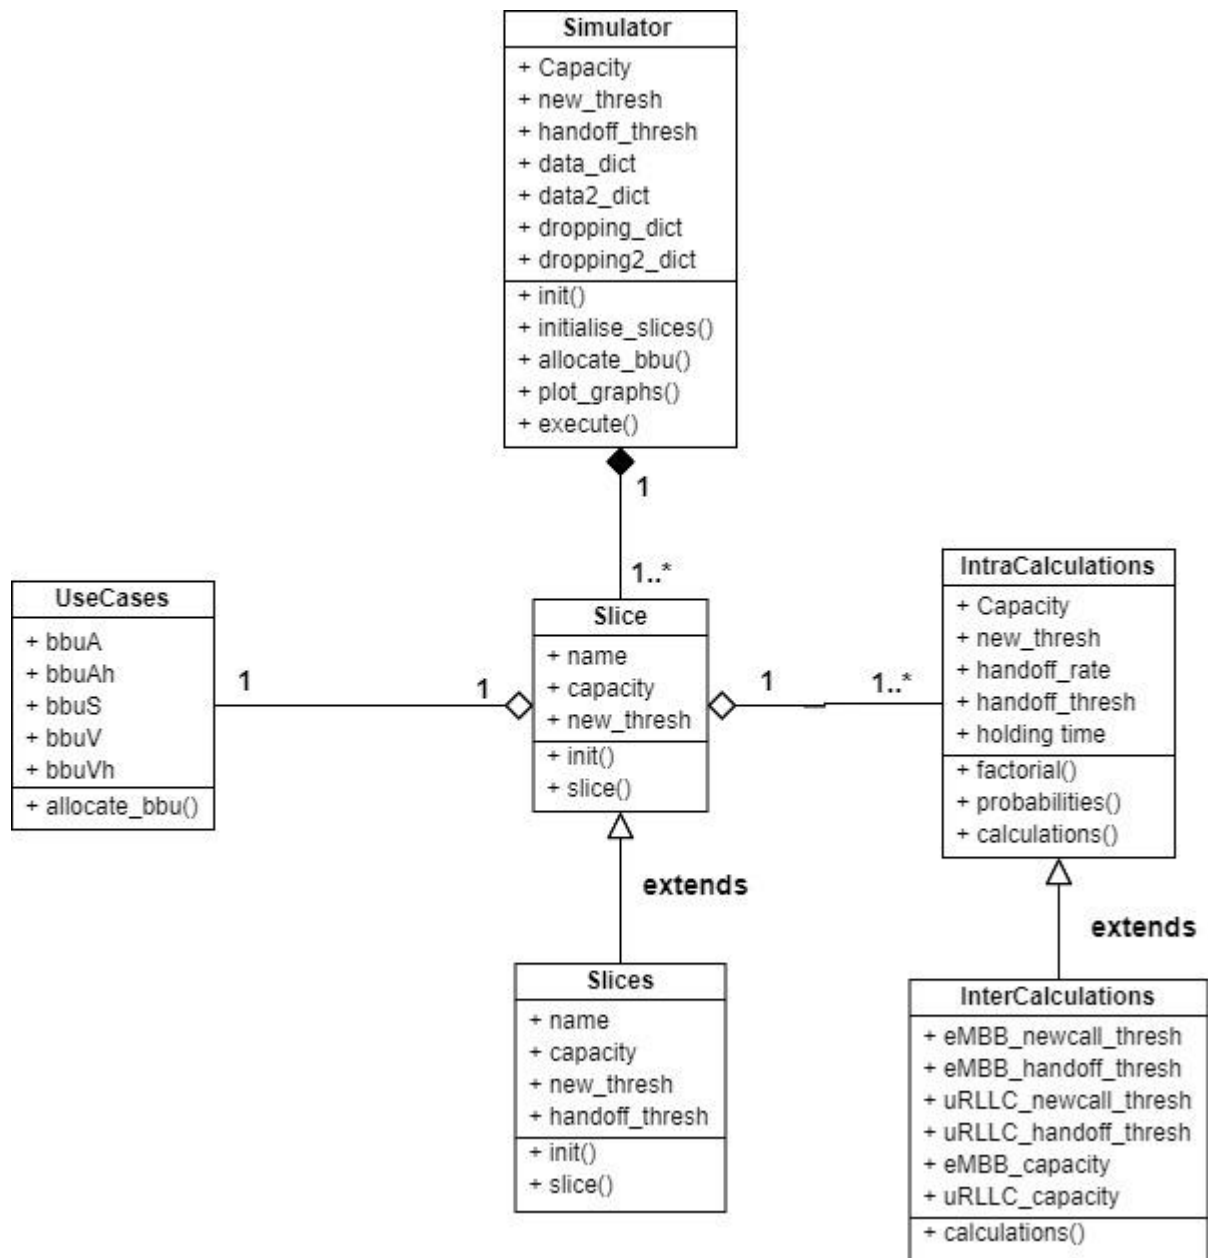 Simulator
+ Capacity
+ new_thresh
+ handoff_thresh
+ data_dict
+ data2_dict
+ dropping_dict
+ dropping2_dict
+ init()
+ initialise_slices()
+ allocate_bbu()
+ plot_graphs()
+ execute()
1
1..*
UseCases
+ bbuA
+ bbuAh
+ bbuS
+ bbuV
+ bbuVh
+ allocate_bbu()
1
1
Slice
+ name
+ capacity
+ new_thresh
+ init()
+ slice()
1
1..*
IntraCalculations
+ Capacity
+ new_thresh
+ handoff_rate
+ handoff_thresh
+ holding time
+ factorial()
+ probabilities()
+ calculations()
extends
extends
Slices
+ name
+ capacity
+ new_thresh
+ handoff_thresh
+ init()
+ slice()
InterCalculations
+ eMBB_newcall_thresh
+ eMBB_handoff_thresh
+ uRLLC_newcall_thresh
+ uRLLC_handoff_thresh
+ eMBB_capacity
+ uRLLC_capacity
+ calculations()